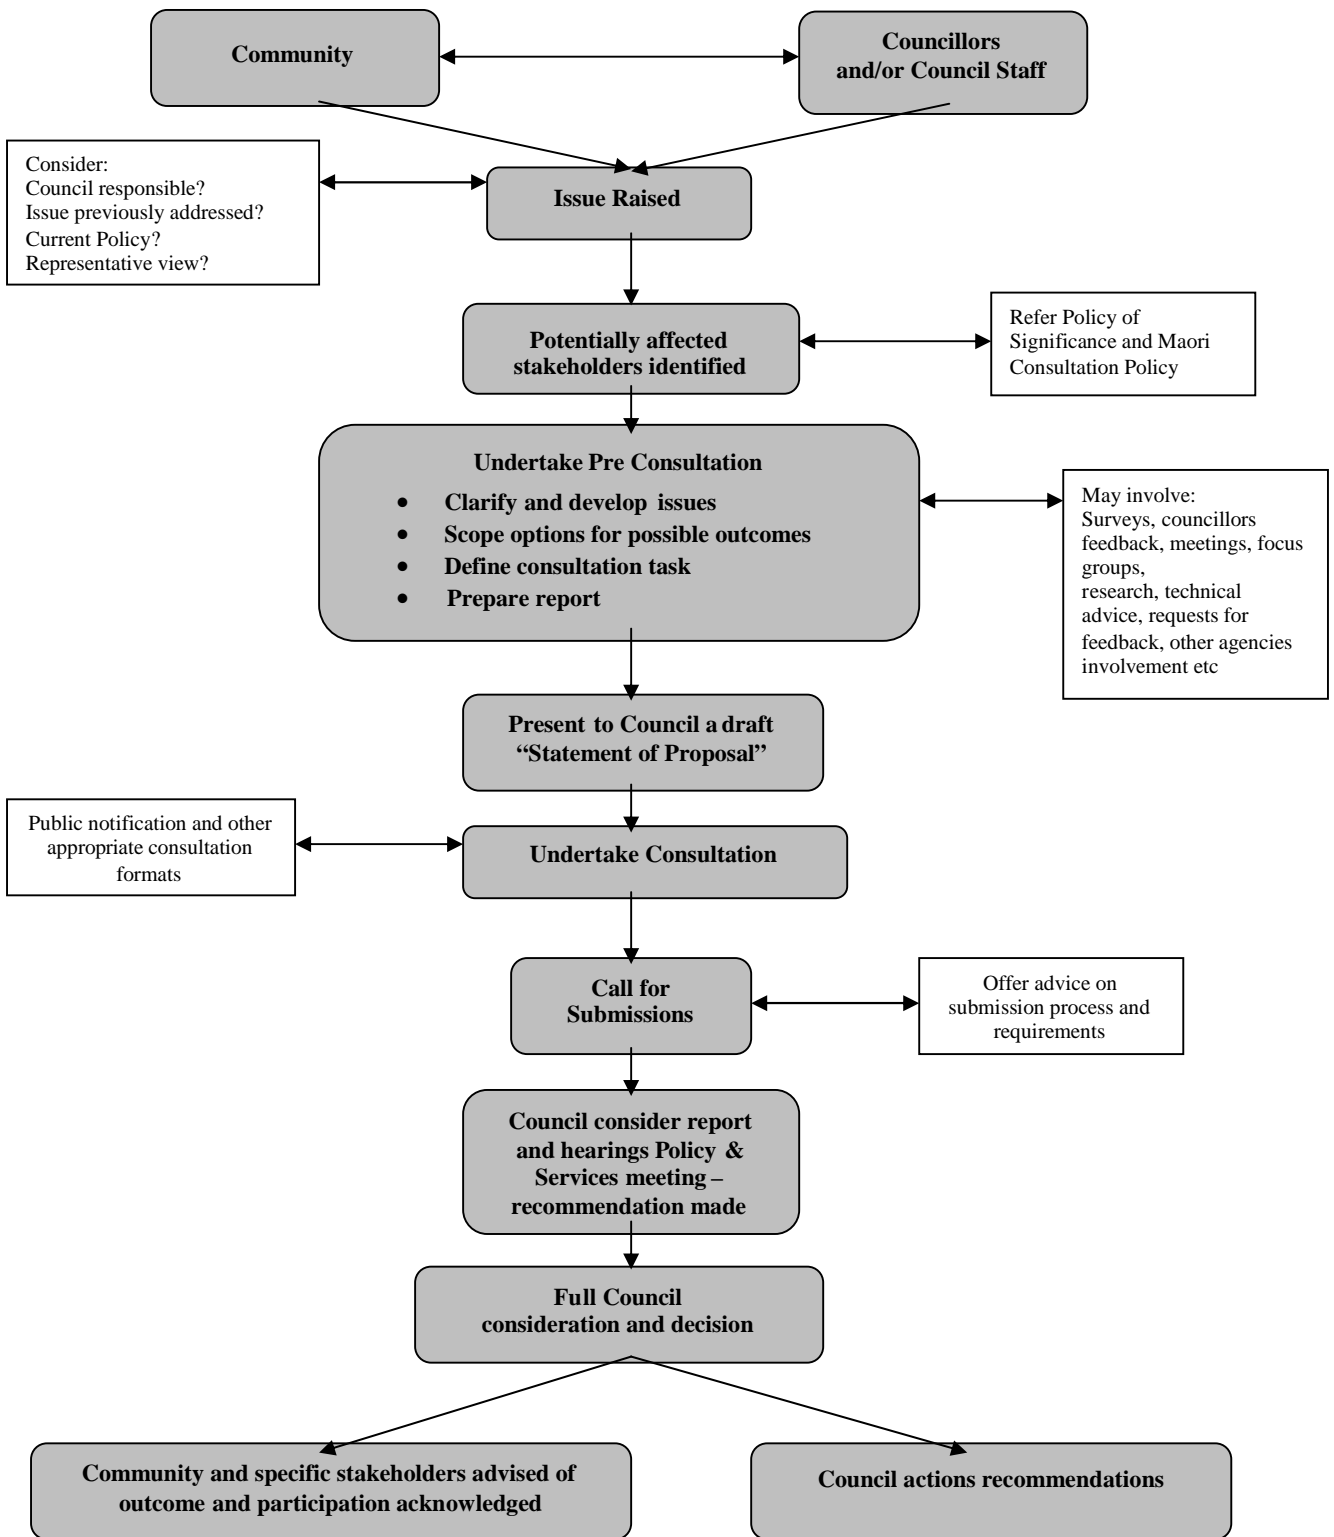 Community
Councillors
and/or Council Staff
Consider:
Council responsible?
Issue previously addressed?
Current Policy?
Representative view?
Issue Raised
Potentially affected
stakeholders identified
Refer Policy of
Significance and Maori
Consultation Policy
Undertake Pre Consultation
• Clarify and develop issues
• Scope options for possible outcomes
• Define consultation task
• Prepare report
May involve:
Surveys, councillors
feedback, meetings, focus
groups,
research, technical
advice, requests for
feedback, other agencies
involvement etc
Present to Council a draft
“Statement of Proposal”
Public notification and other
appropriate consultation
formats
Undertake Consultation
Call for
Submissions
Offer advice on
submission process and
requirements
Council consider report
and hearings Policy &
Services meeting –
recommendation made
Full Council
consideration and decision
Community and specific stakeholders advised of
outcome and participation acknowledged
Council actions recommendations